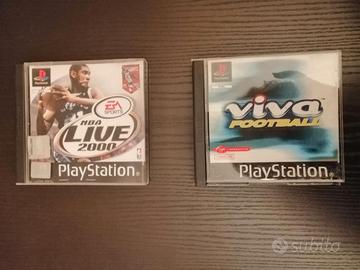 EA
SPORTS
NBA
LIVE
2000
PlayStation
viva
FOOTBALL
PlayStation
subito